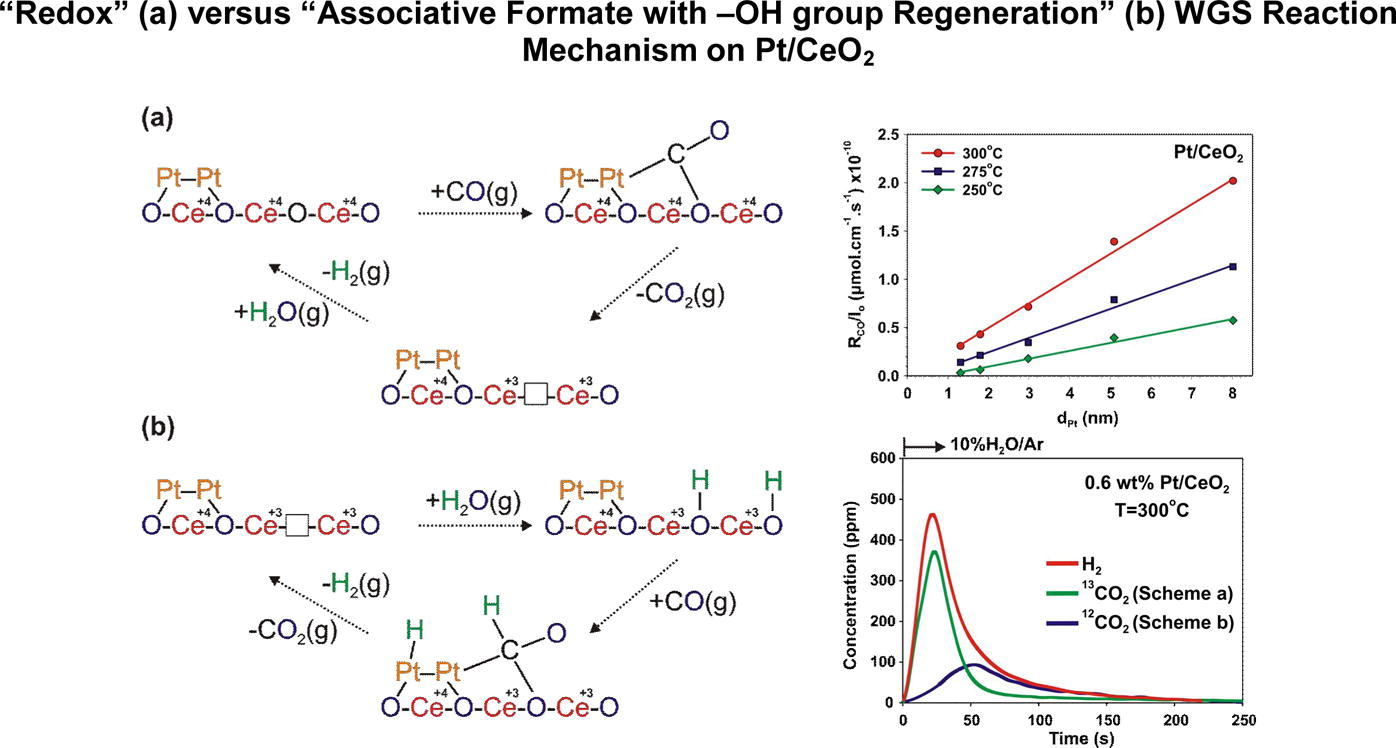 “Redox” (a) versus “Associative Formate with –OH group Regeneration” (b) WGS Reaction
Mechanism on Pt/CeO₂
(a)
Pt–Pt
O–Ce⁺⁴–O–Ce⁺⁴–O–Ce⁺⁴–O
+CO(g)
O
C
Pt–Pt
O–Ce⁺⁴–O–Ce⁺⁴–O–Ce⁺⁴–O
-H₂(g)
+H₂O(g)
-CO₂(g)
Pt–Pt
O–Ce⁺⁴–O–Ce⁺³–□–Ce⁺³–O
(b)
Pt–Pt
O–Ce⁺⁴–O–Ce⁺³–□–Ce⁺³–O
+H₂O(g)
H H
Pt–Pt
O–Ce⁺⁴–O–Ce⁺³–O–Ce⁺³–O
-H₂(g)
-CO₂(g)
+CO(g)
H
H
C
O
Pt–Pt
O–Ce⁺⁴–O–Ce⁺³–O–Ce⁺³–O
Pt/CeO₂
300°C
275°C
250°C
2.5
2.0
1.5
1.0
0.5
0.0
R_CO/I_o (μmol.cm⁻¹.s⁻¹) x10⁻¹⁰
0 1 2 3 4 5 6 7 8
d_Pt (nm)
10%H₂O/Ar
0.6 wt% Pt/CeO₂
T=300°C
H₂
¹³CO₂ (Scheme a)
¹²CO₂ (Scheme b)
600
500
400
300
200
100
0
Concentration (ppm)
0 50 100 150 200 250
Time (s)